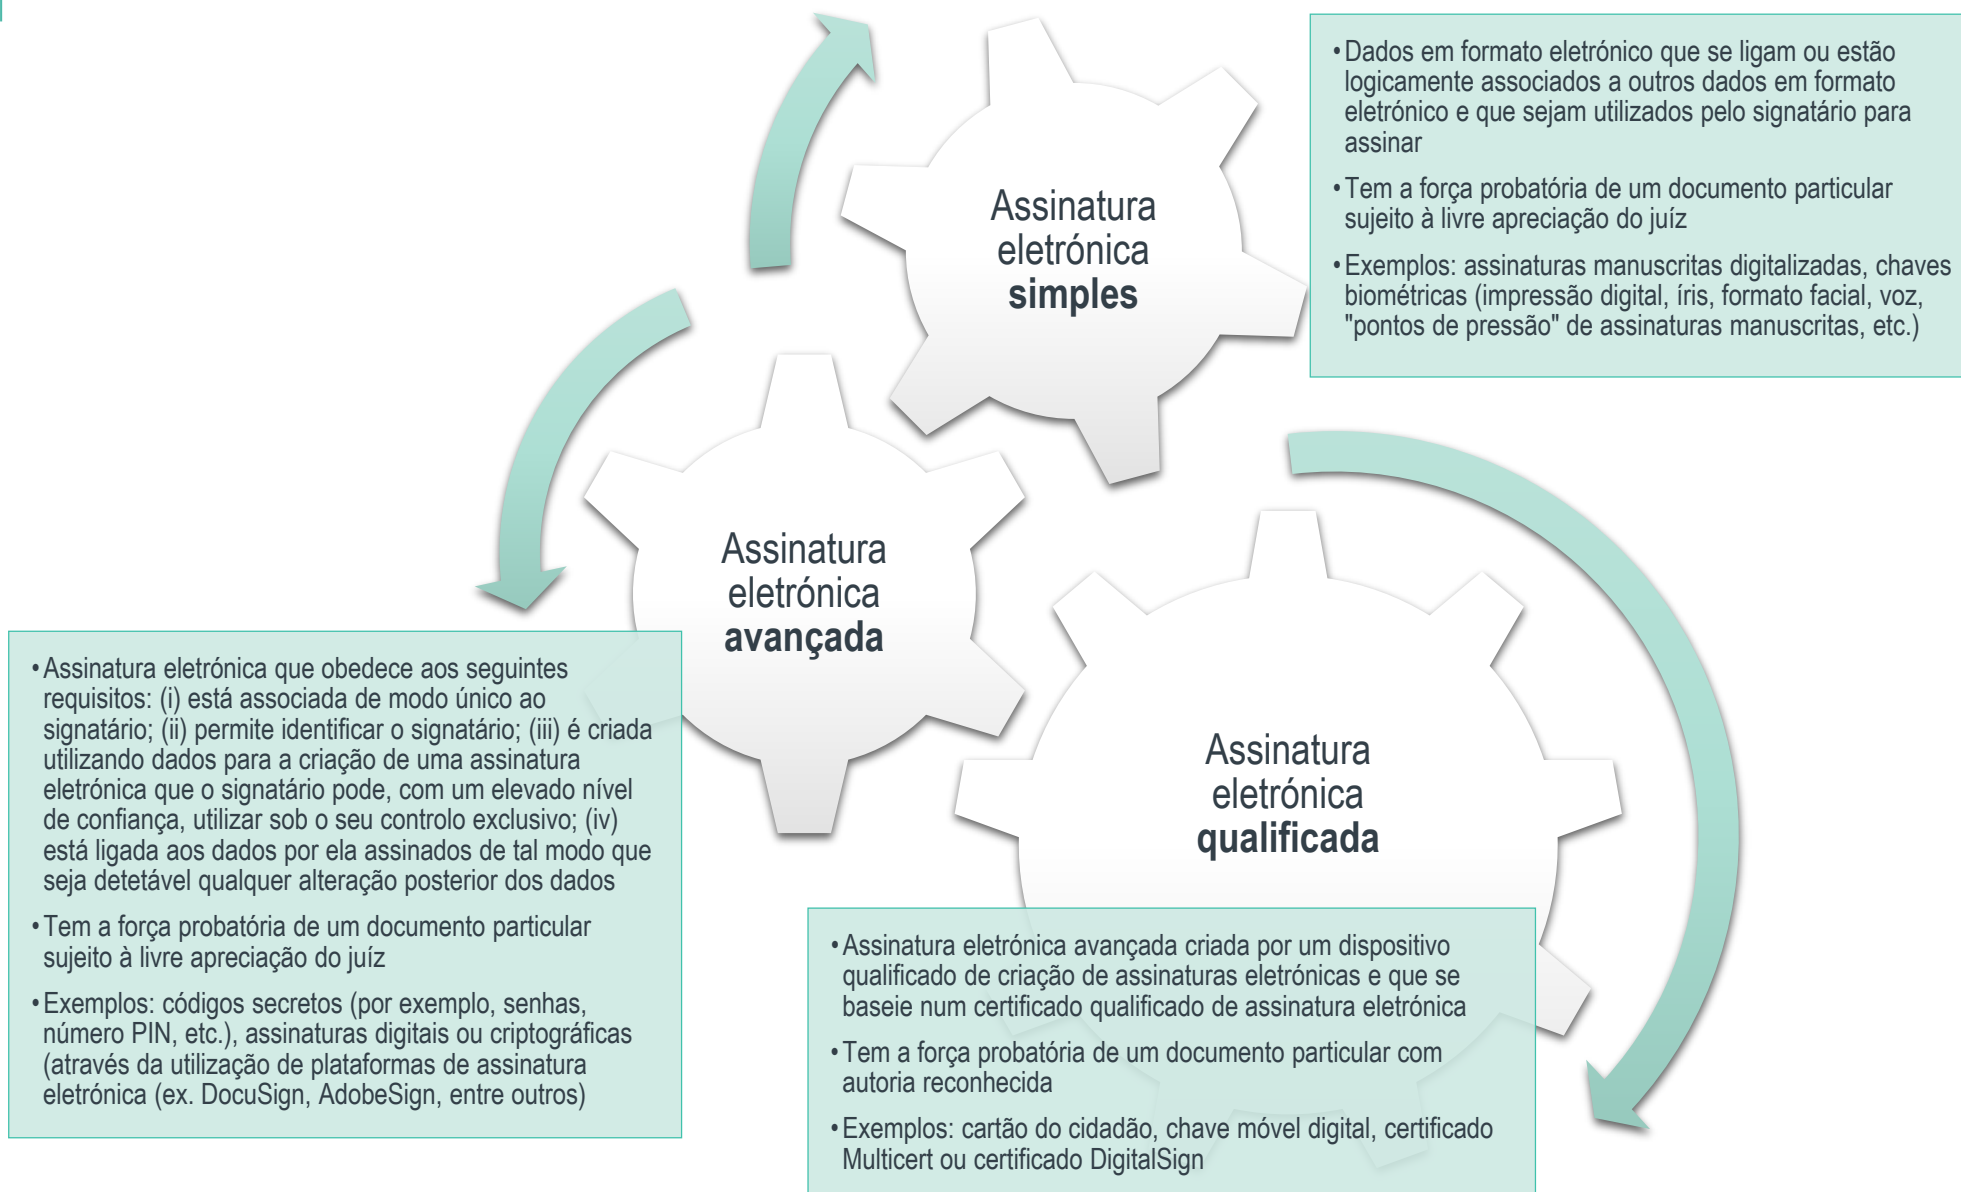 Assinatura
eletrónica
simples
• Dados em formato eletrónico que se ligam ou estão
logicamente associados a outros dados em formato
eletrónico e que sejam utilizados pelo signatário para
assinar
• Tem a força probatória de um documento particular
sujeito à livre apreciação do juíz
• Exemplos: assinaturas manuscritas digitalizadas, chaves
biométricas (impressão digital, íris, formato facial, voz,
"pontos de pressão" de assinaturas manuscritas, etc.)
Assinatura
eletrónica
avançada
• Assinatura eletrónica que obedece aos seguintes
requisitos: (i) está associada de modo único ao
signatário; (ii) permite identificar o signatário; (iii) é criada
utilizando dados para a criação de uma assinatura
eletrónica que o signatário pode, com um elevado nível
de confiança, utilizar sob o seu controlo exclusivo; (iv)
está ligada aos dados por ela assinados de tal modo que
seja detetável qualquer alteração posterior dos dados
• Tem a força probatória de um documento particular
sujeito à livre apreciação do juíz
• Exemplos: códigos secretos (por exemplo, senhas,
número PIN, etc.), assinaturas digitais ou criptográficas
(através da utilização de plataformas de assinatura
eletrónica (ex. DocuSign, AdobeSign, entre outros)
Assinatura
eletrónica
qualificada
• Assinatura eletrónica avançada criada por um dispositivo
qualificado de criação de assinaturas eletrónicas e que se
baseie num certificado qualificado de assinatura eletrónica
• Tem a força probatória de um documento particular com
autoria reconhecida
• Exemplos: cartão do cidadão, chave móvel digital, certificado
Multicert ou certificado DigitalSign